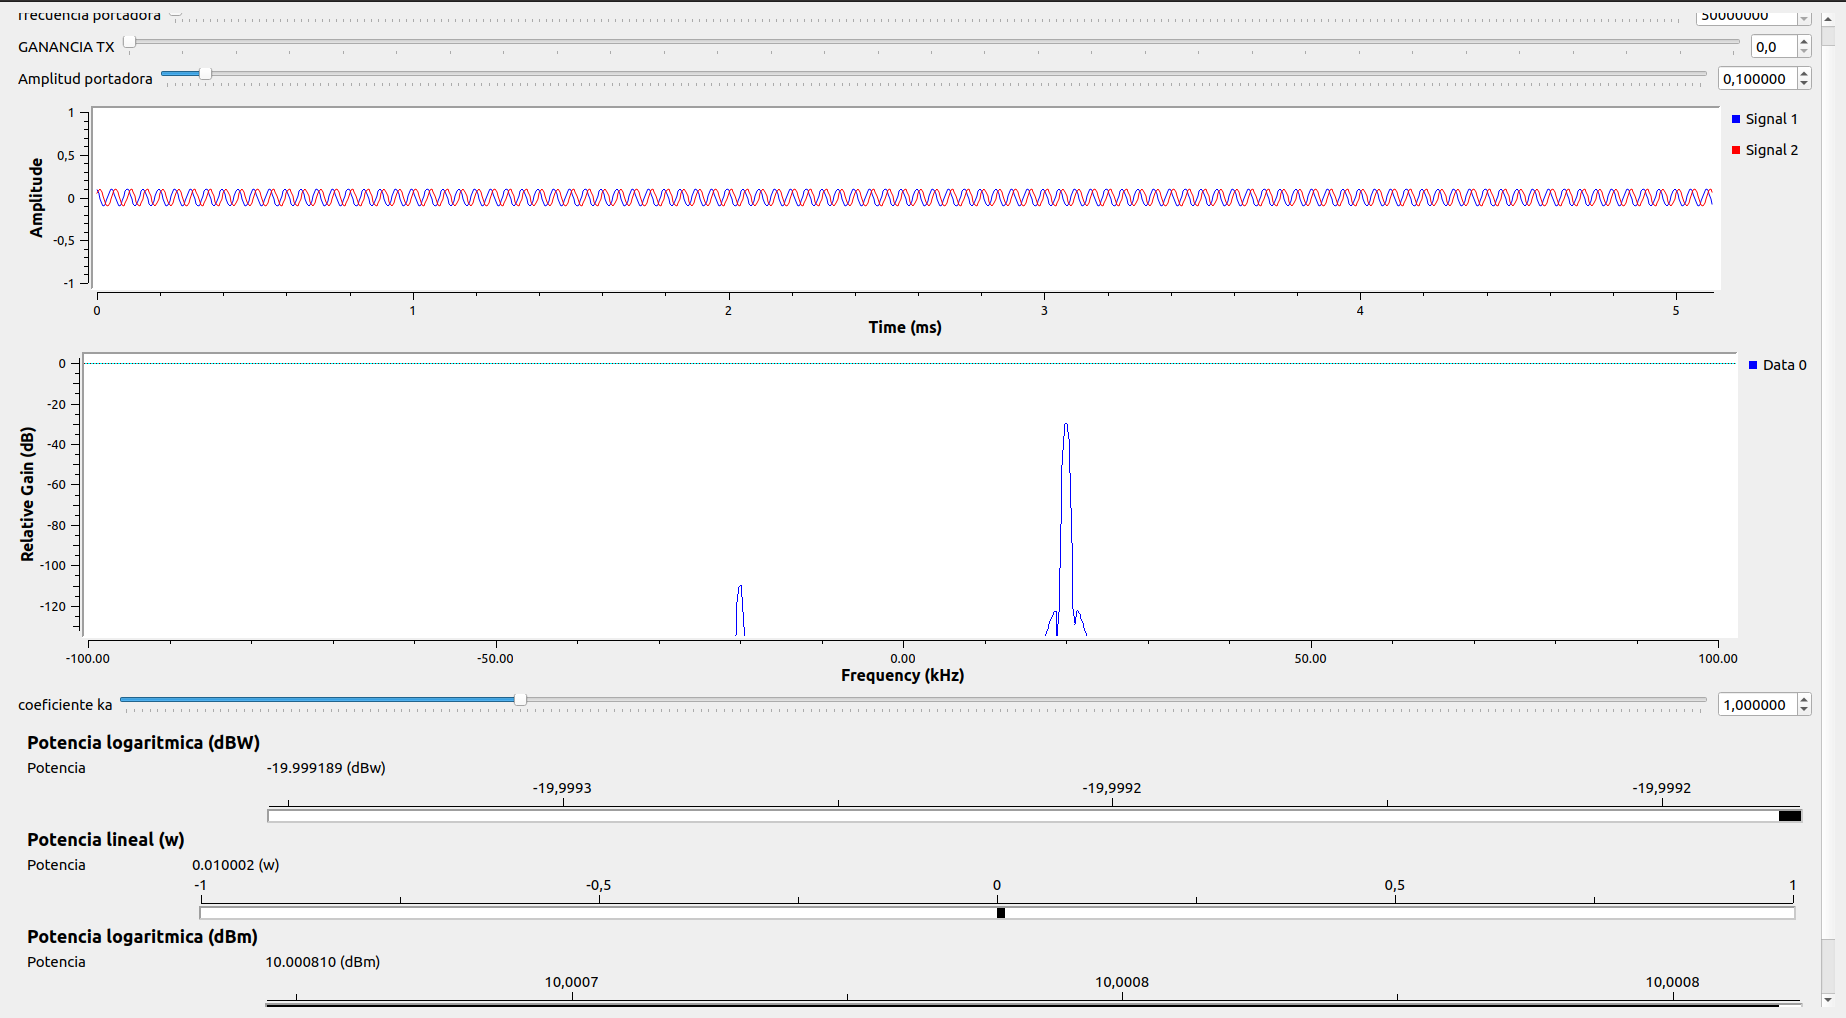 frecuencia portadora 50000000
GANANCIA TX 0,0
Amplitud portadora 0,100000
1
0,5
0
-0,5
-1
Amplitude
0 1 2 3 4 5
Time (ms)
Signal 1
Signal 2
0
-20
-40
-60
-80
-100
-120
Relative Gain (dB)
-100.00 -50.00 0.00 50.00 100.00
Frequency (kHz)
Data 0
coeficiente ka 1,000000
Potencia logaritmica (dBW)
Potencia -19.999189 (dBw)
-19,9993 -19,9992 -19,9992
Potencia lineal (w)
Potencia 0.010002 (w)
-1 -0,5 0 0,5 1
Potencia logaritmica (dBm)
Potencia 10.000810 (dBm)
10,0007 10,0008 10,0008